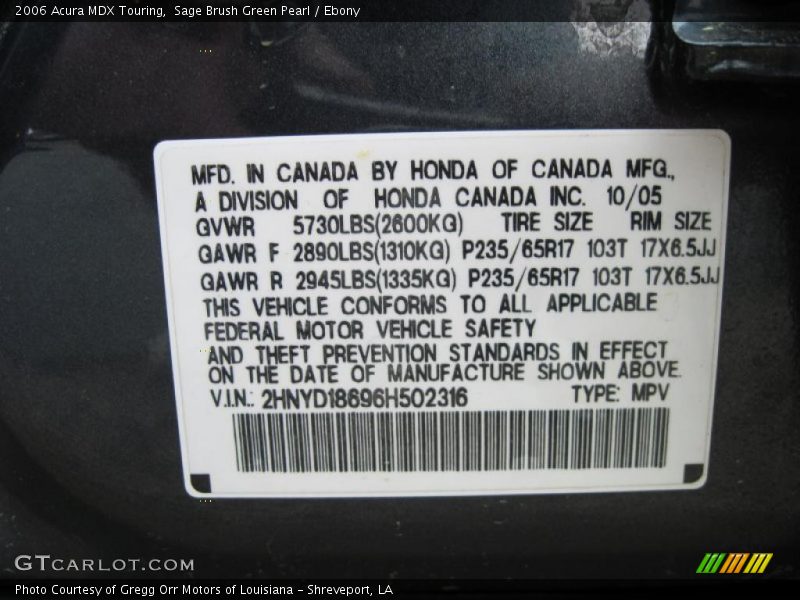 2006 Acura MDX Touring,  Sage Brush Green Pearl / Ebony
MFD. IN CANADA BY HONDA OF CANADA MFG.,
A DIVISION OF HONDA CANADA INC. 10/05
GVWR 5730LBS(2600KG) TIRE SIZE RIM SIZE
GAWR F 2890LBS(1310KG) P235/65R17 103T 17X6.5JJ
GAWR R 2945LBS(1335KG) P235/65R17 103T 17X6.5JJ
THIS VEHICLE CONFORMS TO ALL APPLICABLE
FEDERAL MOTOR VEHICLE SAFETY
AND THEFT PREVENTION STANDARDS IN EFFECT
ON THE DATE OF MANUFACTURE SHOWN ABOVE.
V.I.N.: 2HNYD18696H502316 TYPE: MPV
GTCARLOT.COM
Photo Courtesy of Gregg Orr Motors of Louisiana - Shreveport, LA